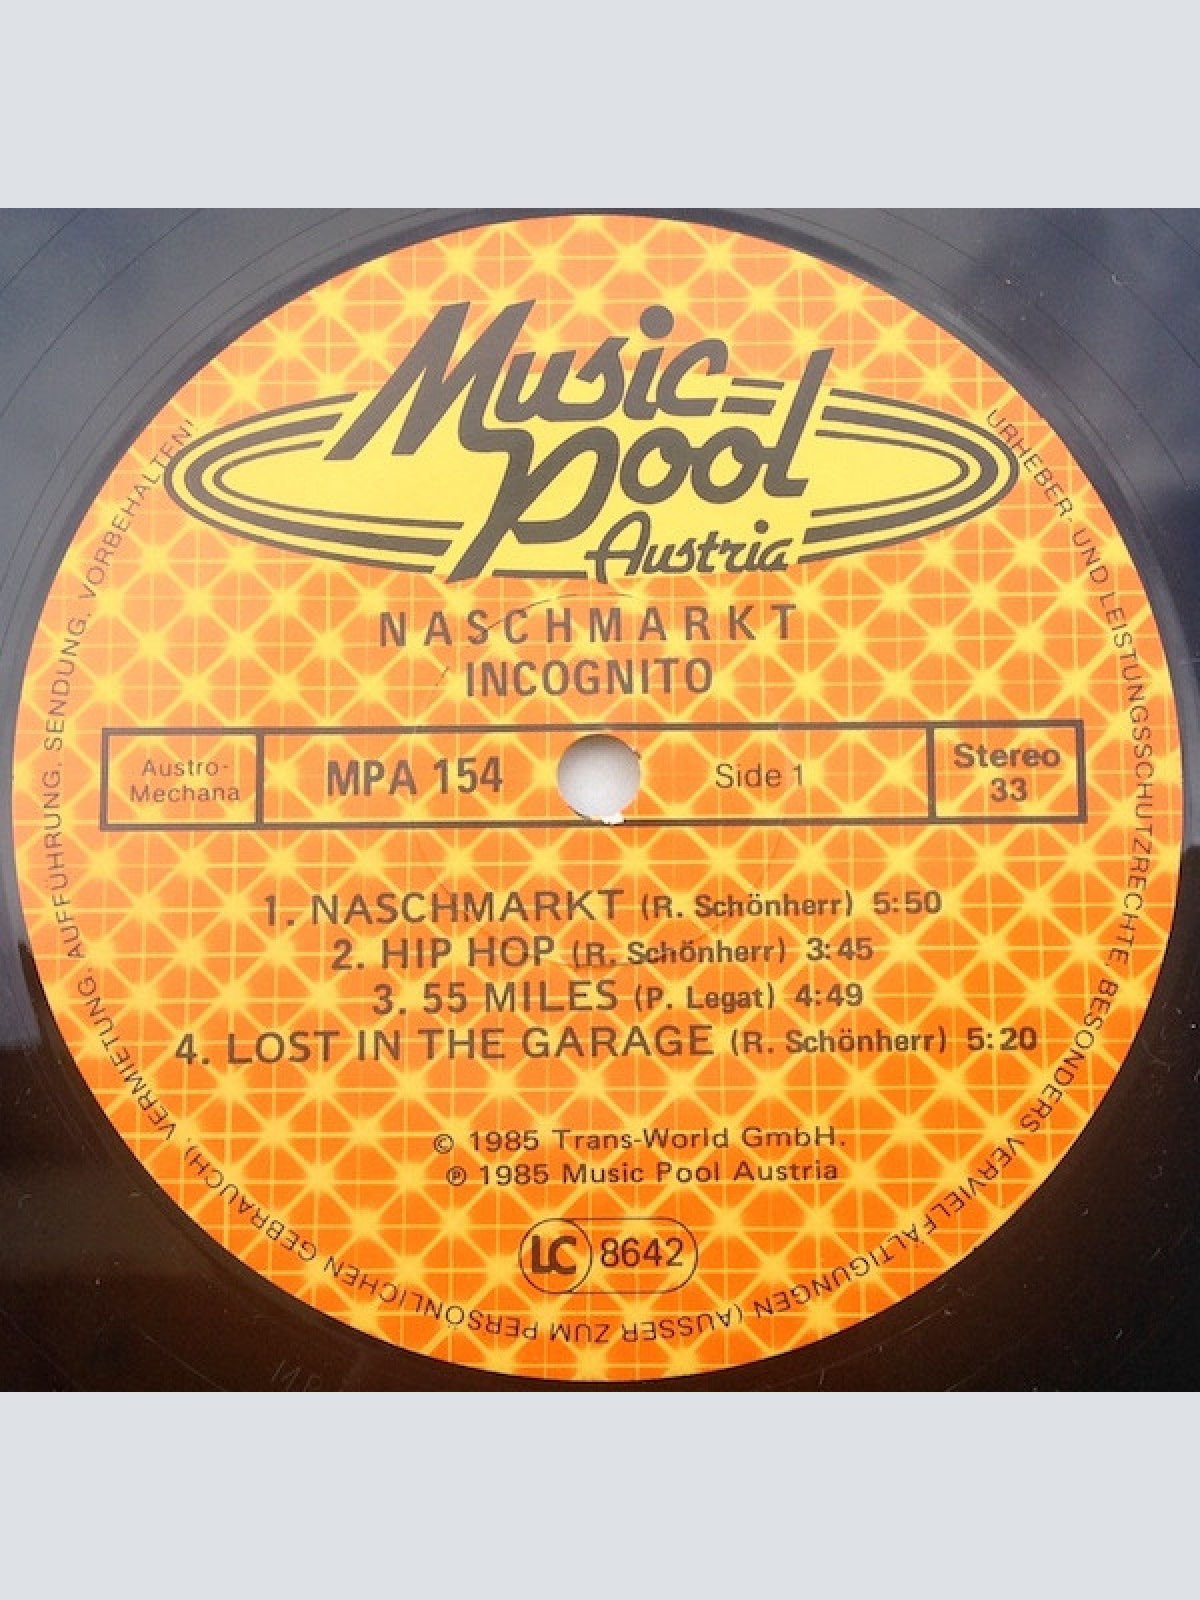 Music
Pool
Austria
NASCHMARKT
INCOGNITO
Austro-
Mechana
MPA 154
Side 1
Stereo
33
1. NASCHMARKT (R. Schönherr) 5:50
2. HIP HOP (R. Schönherr) 3:45
3. 55 MILES (P. Legat) 4:49
4. LOST IN THE GARAGE (R. Schönherr) 5:20
© 1985 Trans-World GmbH.
℗ 1985 Music Pool Austria
LC 8642
URHEBER- UND LEISTUNGSSCHUTZRECHTE, BESONDERS VERVIELFÄLTIGUNGEN (AUSSER ZUM PERSÖNLICHEN GEBRAUCH), VERMIETUNG, AUFFÜHRUNG, SENDUNG, VORBEHALTEN!